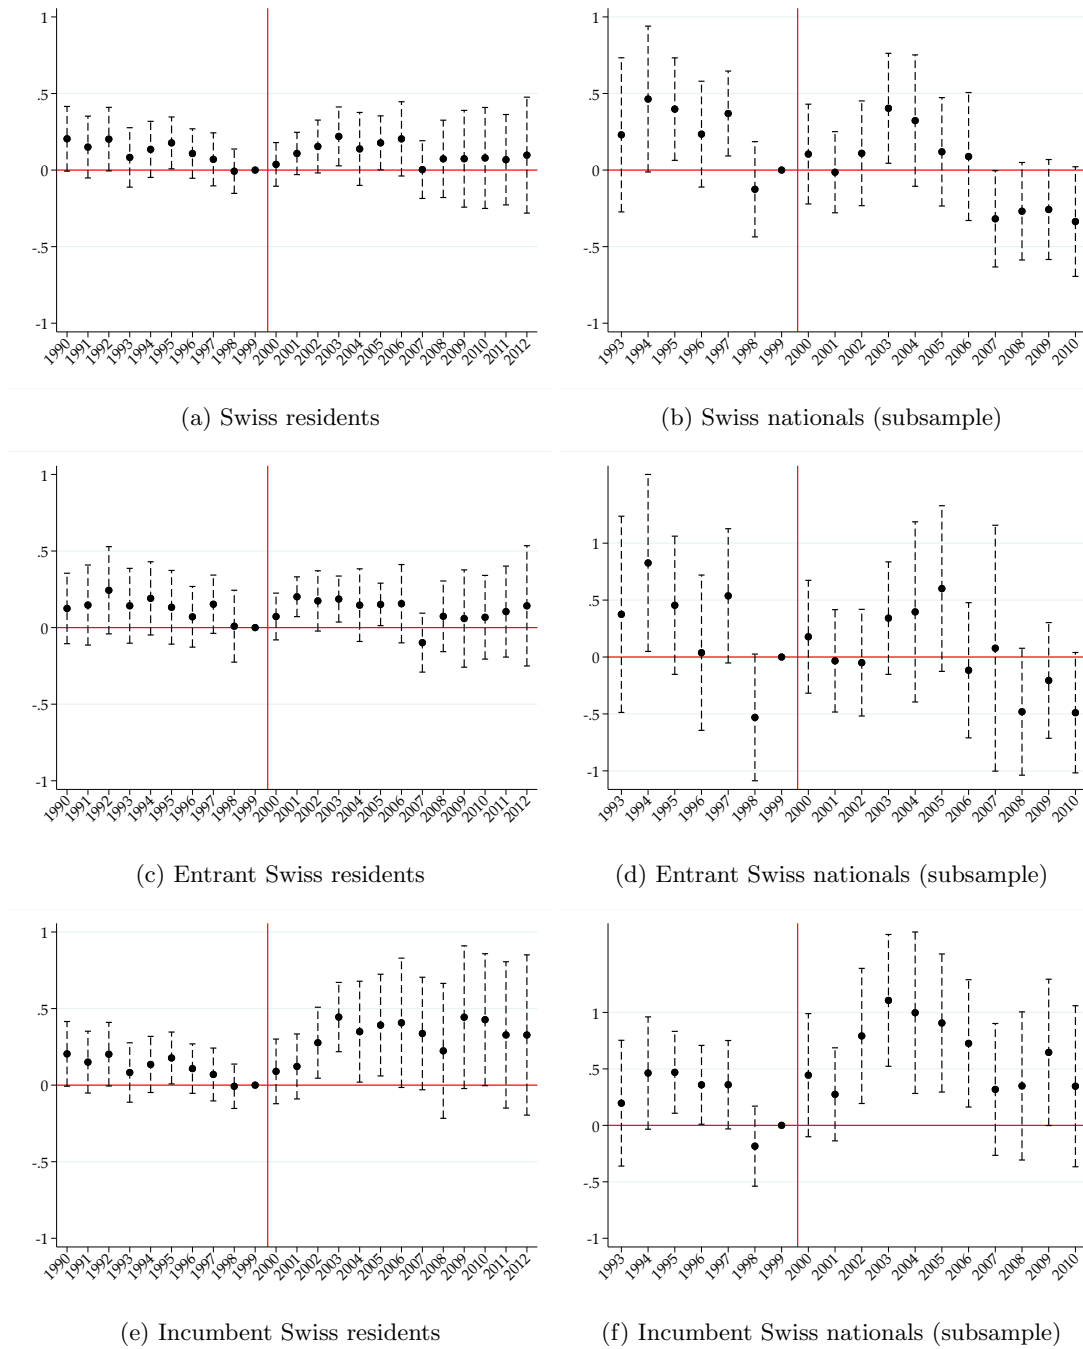 1
.5
0
-.5
-1
1990 1991 1992 1993 1994 1995 1996 1997 1998 1999 2000 2001 2002 2003 2004 2005 2006 2007 2008 2009 2010 2011 2012
(a) Swiss residents
1
.5
0
-.5
-1
1993 1994 1995 1996 1997 1998 1999 2000 2001 2002 2003 2004 2005 2006 2007 2008 2009 2010
(b) Swiss nationals (subsample)
1
.5
0
-.5
-1
1990 1991 1992 1993 1994 1995 1996 1997 1998 1999 2000 2001 2002 2003 2004 2005 2006 2007 2008 2009 2010 2011 2012
(c) Entrant Swiss residents
1
.5
0
-.5
-1
1993 1994 1995 1996 1997 1998 1999 2000 2001 2002 2003 2004 2005 2006 2007 2008 2009 2010
(d) Entrant Swiss nationals (subsample)
1
.5
0
-.5
-1
1990 1991 1992 1993 1994 1995 1996 1997 1998 1999 2000 2001 2002 2003 2004 2005 2006 2007 2008 2009 2010 2011 2012
(e) Incumbent Swiss residents
1
.5
0
-.5
-1
1993 1994 1995 1996 1997 1998 1999 2000 2001 2002 2003 2004 2005 2006 2007 2008 2009 2010
(f) Incumbent Swiss nationals (subsample)